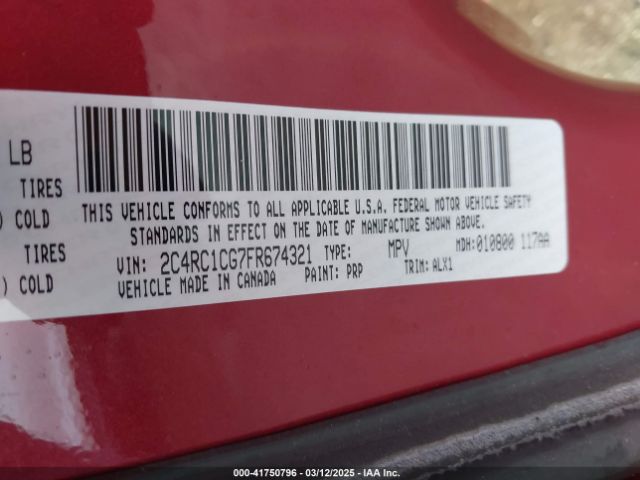 LB
TIRES
) COLD
TIRES
) COLD
THIS VEHICLE CONFORMS TO ALL APPLICABLE U.S.A. FEDERAL MOTOR VEHICLE SAFETY
STANDARDS IN EFFECT ON THE DATE OF MANUFACTURE SHOWN ABOVE.
VIN: 2C4RC1CG7FR674321 TYPE: MPV MDH:010800 117AA
VEHICLE MADE IN CANADA PAINT: PRP TRIM: ALX1
000-41750796 - 03/12/2025 - IAA Inc.